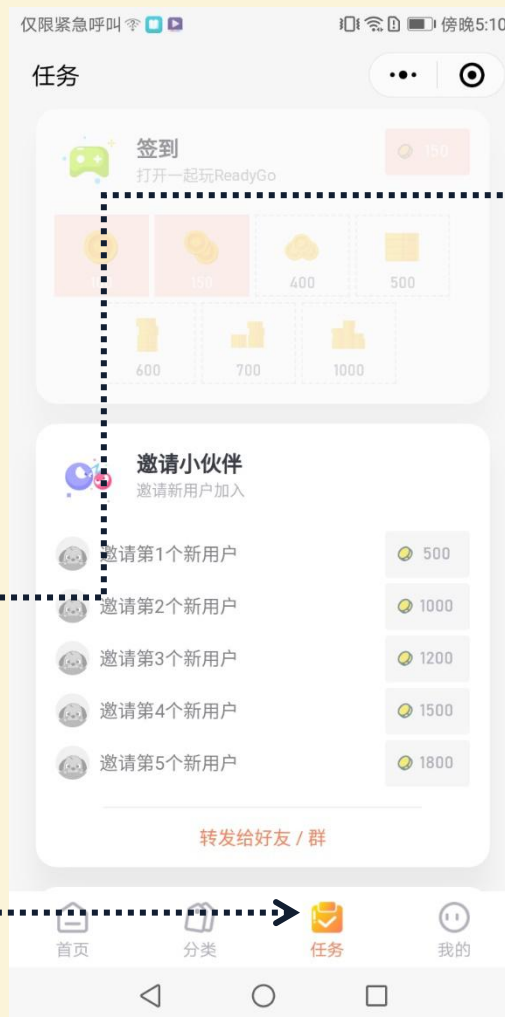 仅限紧急呼叫 傍晚5:10
任务
签到
150
打开一起玩ReadyGo
150 400 500
600 700 1000
邀请小伙伴
邀请新用户加入
邀请第1个新用户 500
邀请第2个新用户 1000
邀请第3个新用户 1200
邀请第4个新用户 1500
邀请第5个新用户 1800
转发给好友 / 群
首页 分类 任务 我的